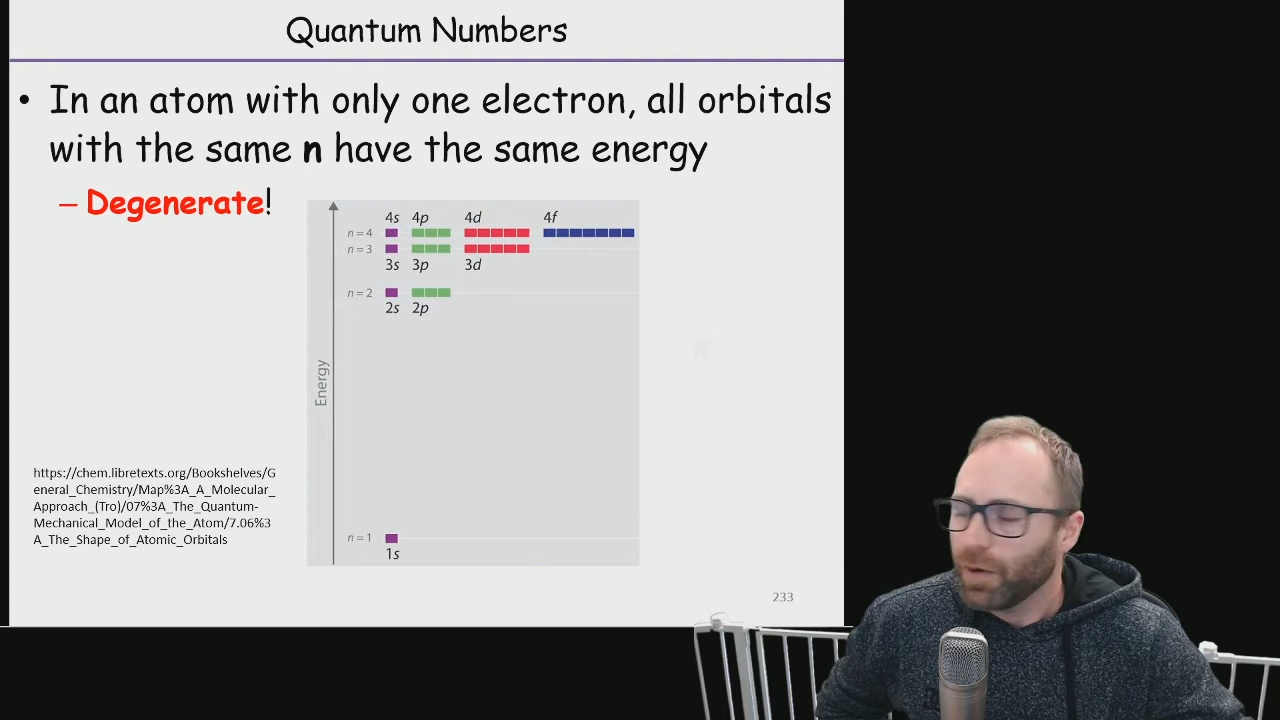 Quantum Numbers
• In an atom with only one electron, all orbitals
with the same n have the same energy
– Degenerate!
4s 4p 4d 4f
n = 4
n = 3
3s 3p 3d
n = 2
2s 2p
Energy
n = 1
1s
https://chem.libretexts.org/Bookshelves/G
eneral_Chemistry/Map%3A_A_Molecular_
Approach_(Tro)/07%3A_The_Quantum-
Mechanical_Model_of_the_Atom/7.06%3
A_The_Shape_of_Atomic_Orbitals
233